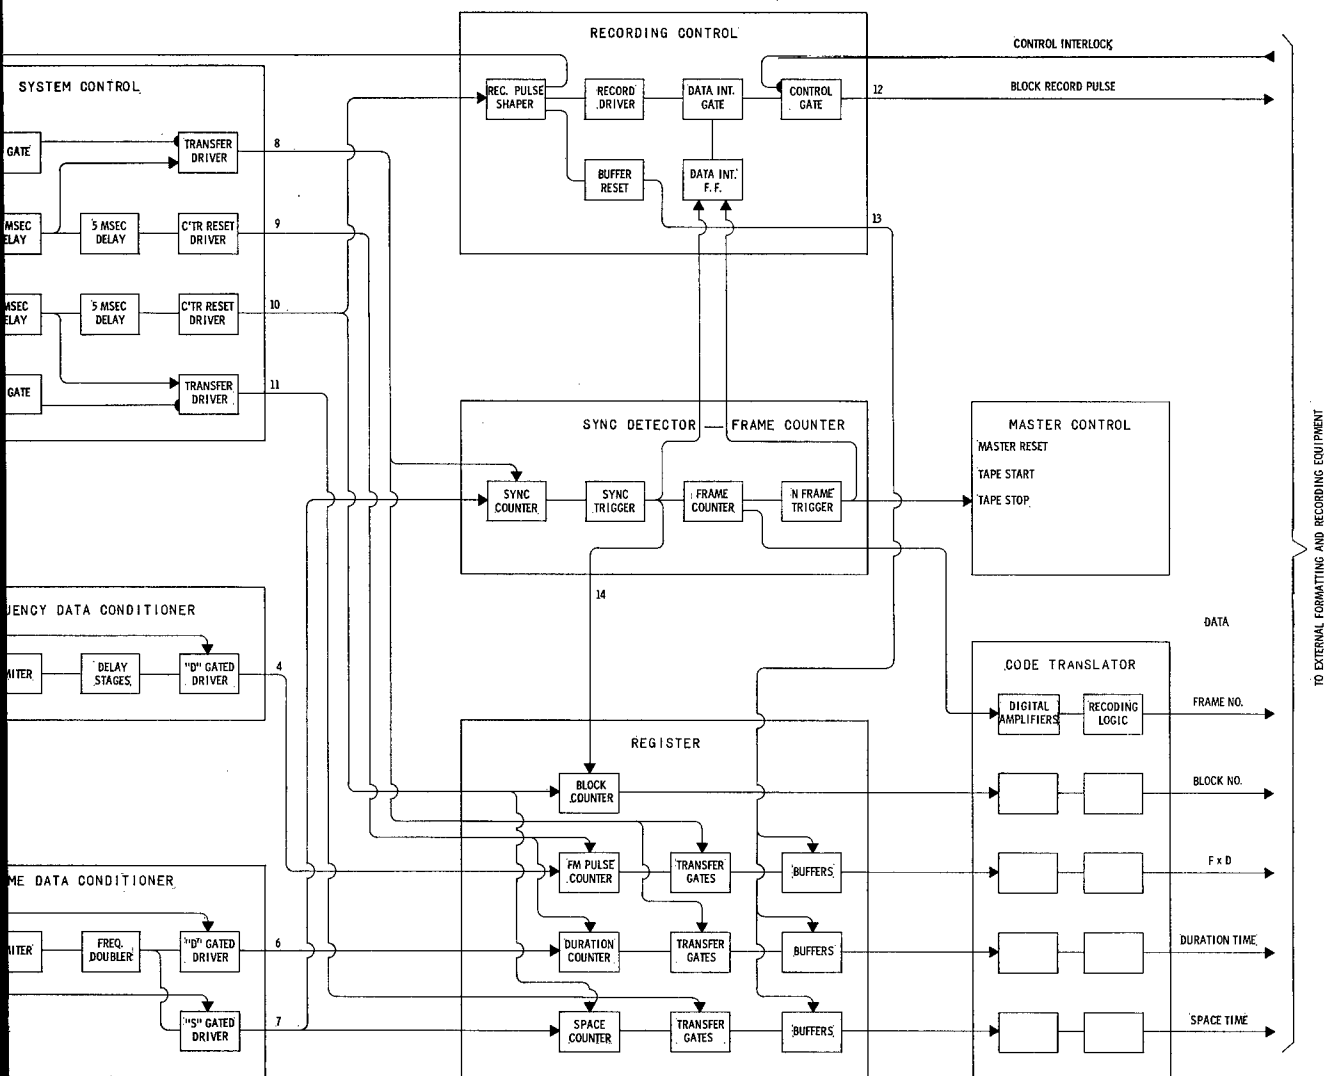 RECORDING CONTROL
CONTROL INTERLOCK
SYSTEM CONTROL
REC. PULSE
SHAPER
RECORD
DRIVER
DATA INT.
GATE
CONTROL
GATE
12
BLOCK RECORD PULSE
GATE
TRANSFER
DRIVER
8
BUFFER
RESET
DATA INT.
F.F.
MSEC
ELAY
5 MSEC
DELAY
C'TR RESET
DRIVER
9
13
MSEC
ELAY
5 MSEC
DELAY
C'TR RESET
DRIVER
10
GATE
TRANSFER
DRIVER
11
SYNC DETECTOR — FRAME COUNTER
MASTER CONTROL
MASTER RESET
TAPE START
TAPE STOP
SYNC
COUNTER
SYNC
TRIGGER
FRAME
COUNTER
N FRAME
TRIGGER
TO EXTERNAL FORMATTING AND RECORDING EQUIPMENT
14
UENCY DATA CONDITIONER
DATA
MITER
DELAY
STAGES
"D" GATED
DRIVER
4
CODE TRANSLATOR
DIGITAL
AMPLIFIERS
RECODING
LOGIC
FRAME NO.
REGISTER
BLOCK
COUNTER
BLOCK NO.
FM PULSE
COUNTER
TRANSFER
GATES
BUFFERS
F x D
ME DATA CONDITIONER
MITER
FREQ.
DOUBLER
"D" GATED
DRIVER
6
DURATION
COUNTER
TRANSFER
GATES
BUFFERS
DURATION TIME
"S" GATED
DRIVER
7
SPACE
COUNTER
TRANSFER
GATES
BUFFERS
SPACE TIME